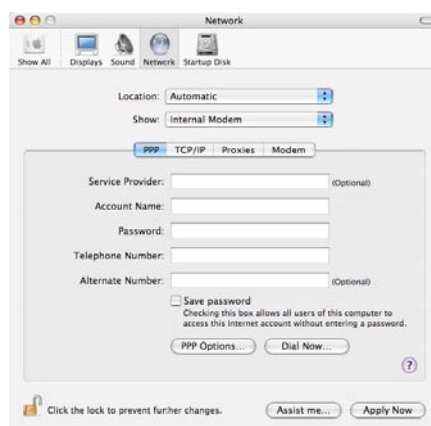 Network
Show All Displays Sound Network Startup Disk
Location: Automatic
Show: Internal Modem
PPP TCP/IP Proxies Modem
Service Provider: (Optional)
Account Name:
Password:
Telephone Number:
Alternate Number: (Optional)
Save password
Checking this box allows all users of this computer to
access this Internet account without entering a password.
PPP Options... Dial Now...
?
Click the lock to prevent further changes. Assist me... Apply Now